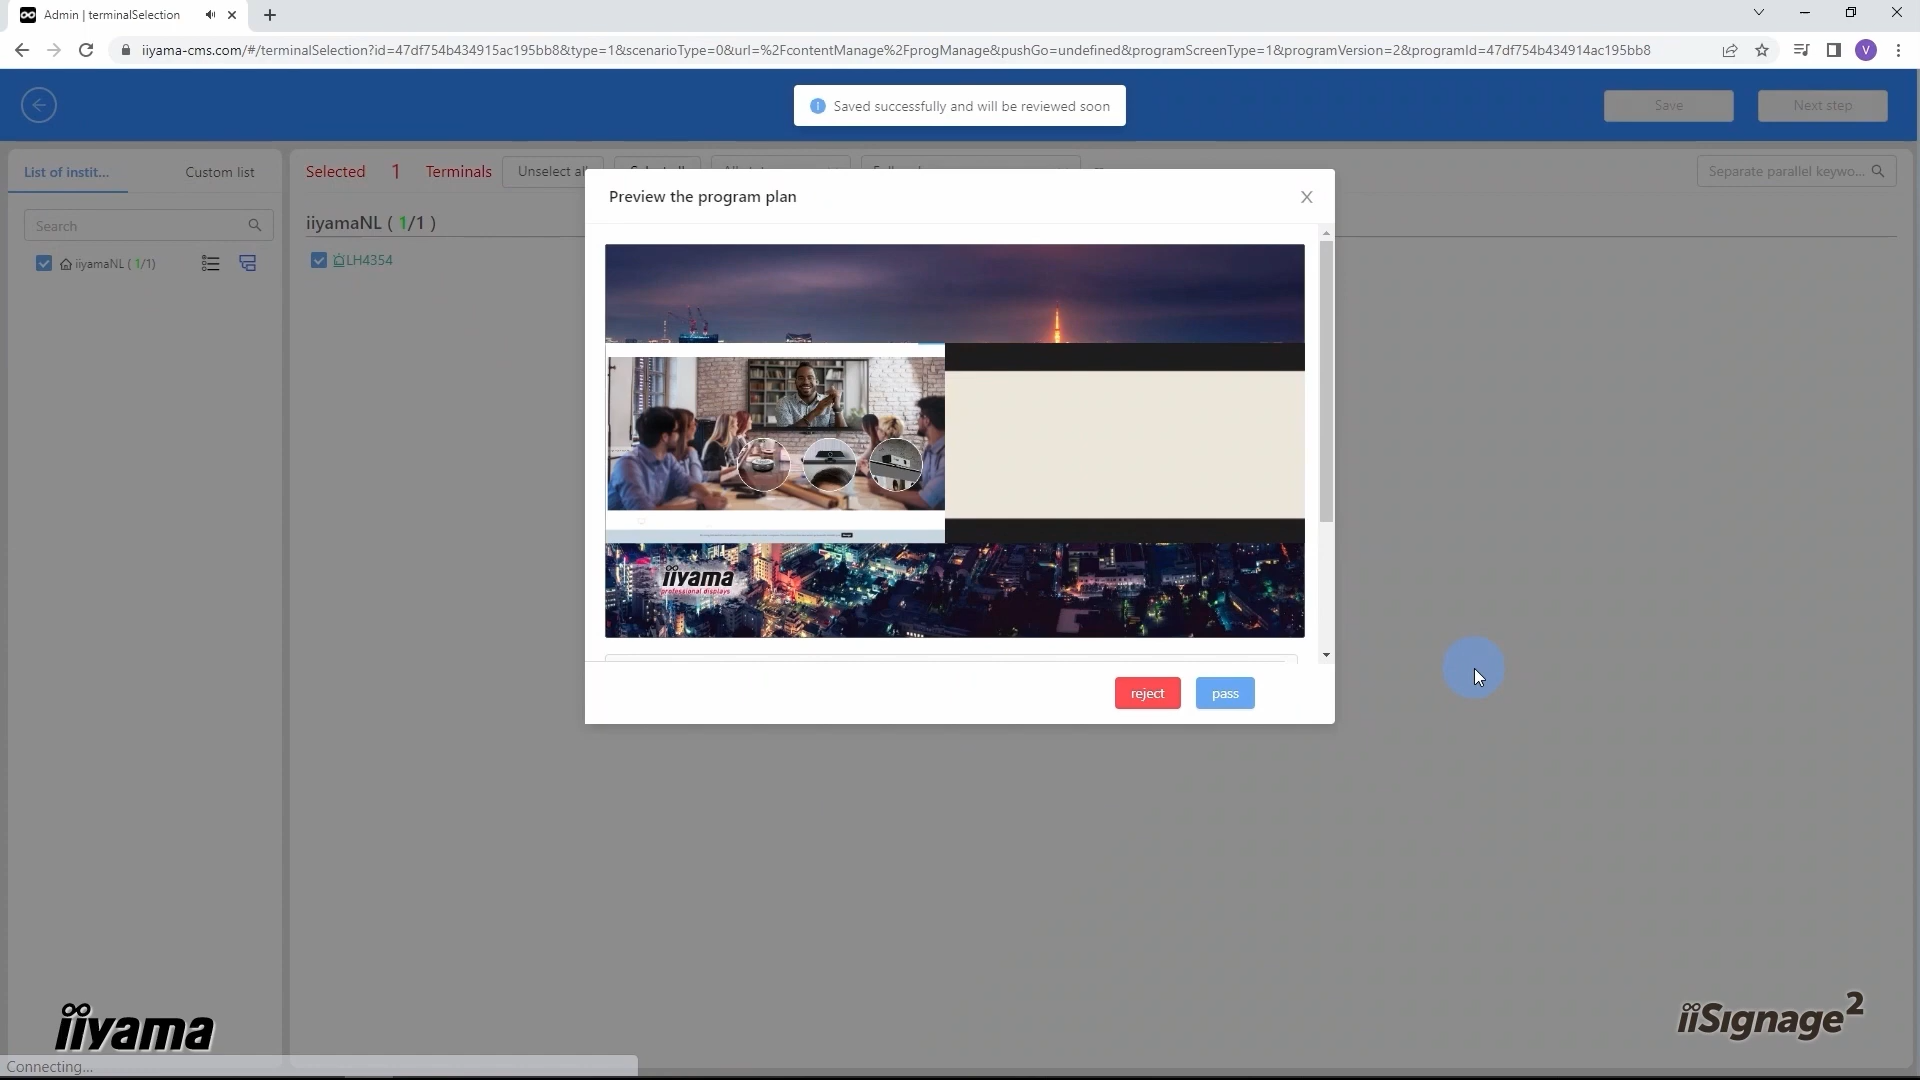 Admin | terminalSelection
iiyama-cms.com/#/terminalSelection?id=47df754b434915ac195bb8&type=1&scenarioType=0&url=%2FcontentManage%2FprogManage&pushGo=undefined&programScreenType=1&programVersion=2&programId=47df754b434914ac195bb8
V
Saved successfully and will be reviewed soon
Save
Next step
List of instit...
Custom list
Selected 1 Terminals
Unselect all
Separate parallel keywo...
Preview the program plan
Search
iiyamaNL ( 1/1 )
iiyamaNL ( 1/1)
LH4354
iiyama
professional displays
reject
pass
iiyama
iiSignage2
Connecting...